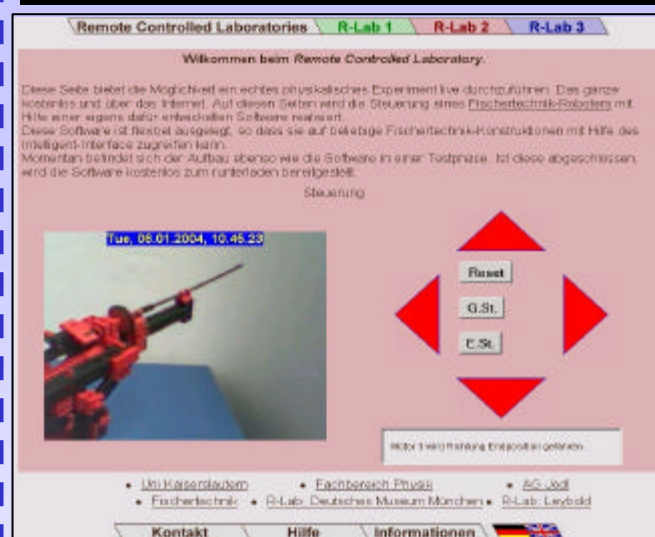 Remote Controlled Laboratories R-Lab 1 R-Lab 2 R-Lab 3
Willkommen beim Remote Controlled Laboratory.
Diese Seite bietet die Möglichkeit ein echtes physikalisches Experiment live durchzuführen. Das ganze
kostenlos und über das Internet. Auf diesen Seiten wird die Steuerung eines Fischertechnik-Roboters mit
Hilfe einer eigens dafür entwickelten Software realisiert.
Diese Software ist flexibel ausgelegt, so dass sie auf beliebige Fischertechnik-Konstruktionen mit Hilfe des
Intelligent-Interface zugreifen kann.
Momentan befindet sich der Aufbau ebenso wie die Software in einer Testphase. Ist diese abgeschlossen,
wird die Software kostenlos zum runterladen bereitgestellt.
Steuerung
Tue, 06.01.2004, 10.45.23
Reset
G.St.
E.St.
Motor 3 wird Richtung Endposition gefahren
Uni Kaiserslautern Fachbereich Physik AG Jodl
Fischertechnik R-Lab: Deutsches Museum München R-Lab: Leybold
Kontakt Hilfe Informationen